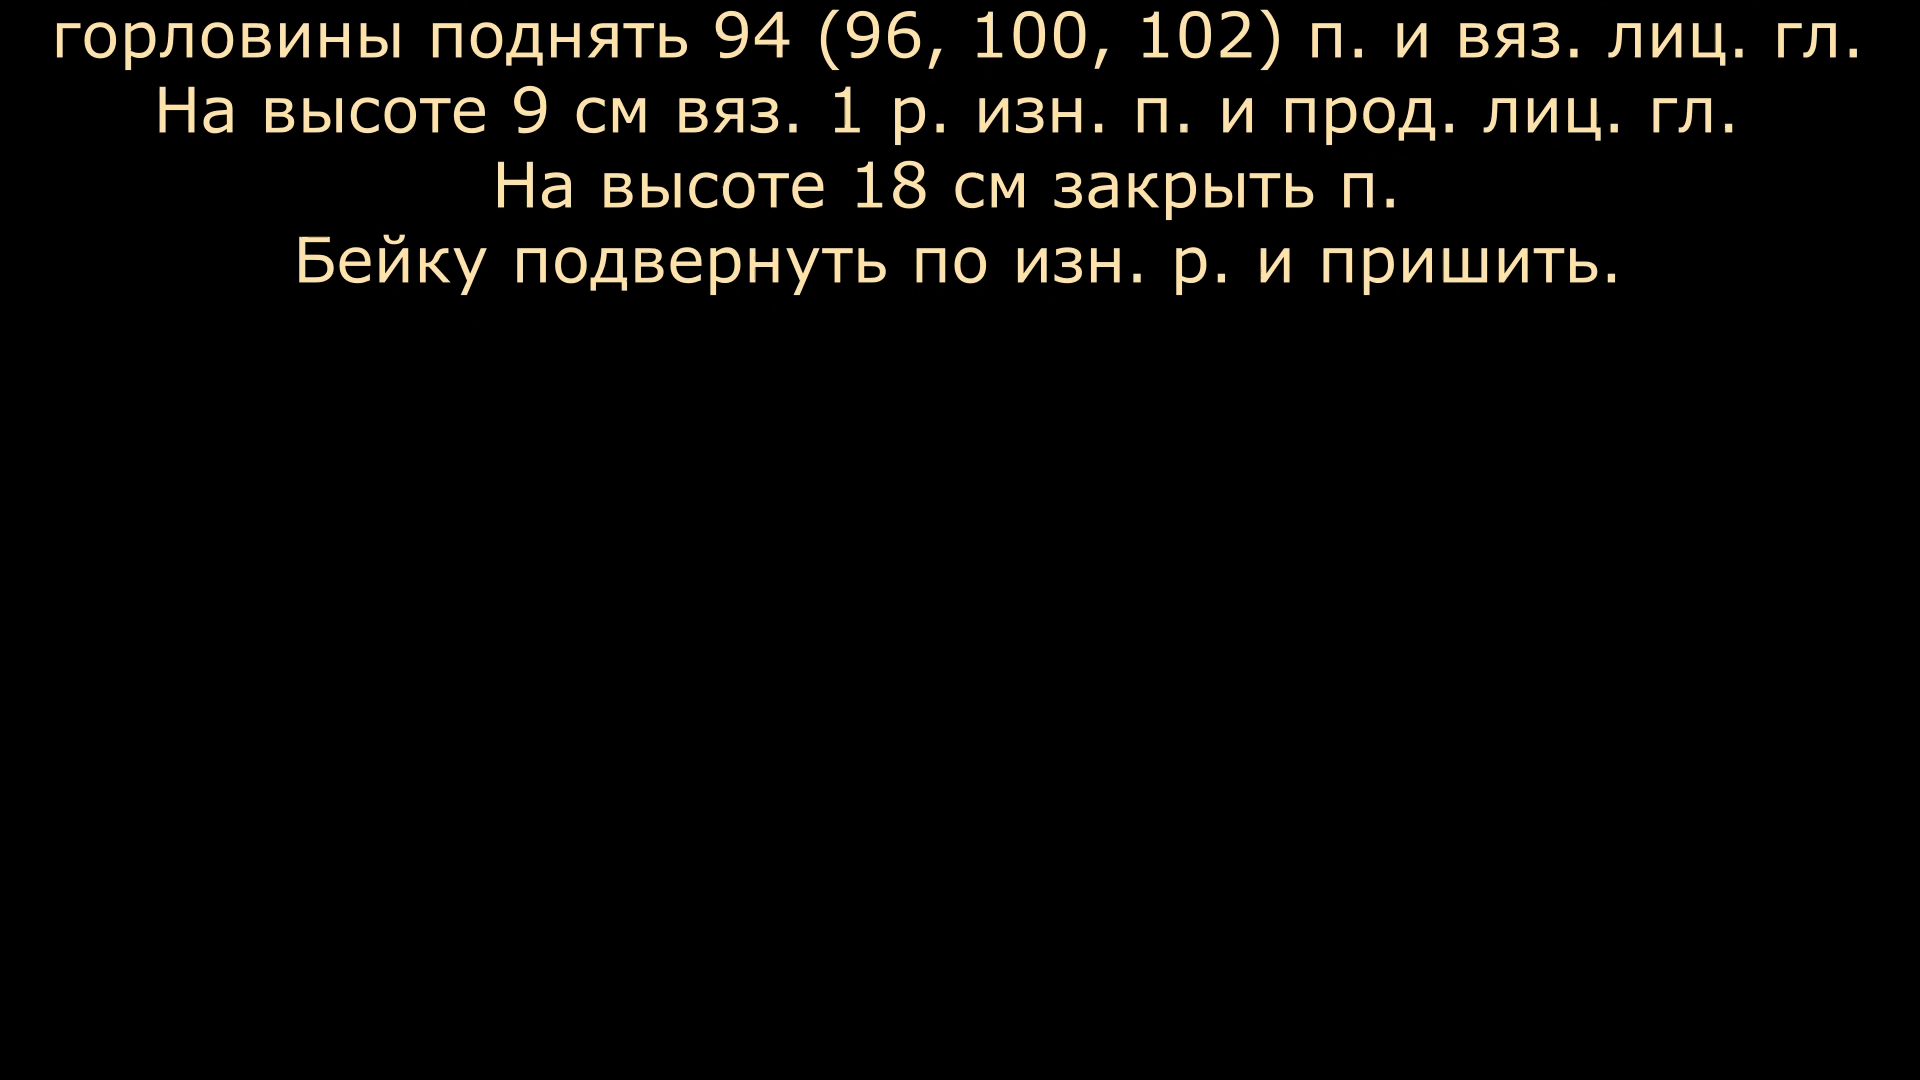 горловины поднять 94 (96, 100, 102) п. и вяз. лиц. гл.
На высоте 9 см вяз. 1 р. изн. п. и прод. лиц. гл.
На высоте 18 см закрыть п.
Бейку подвернуть по изн. р. и пришить.